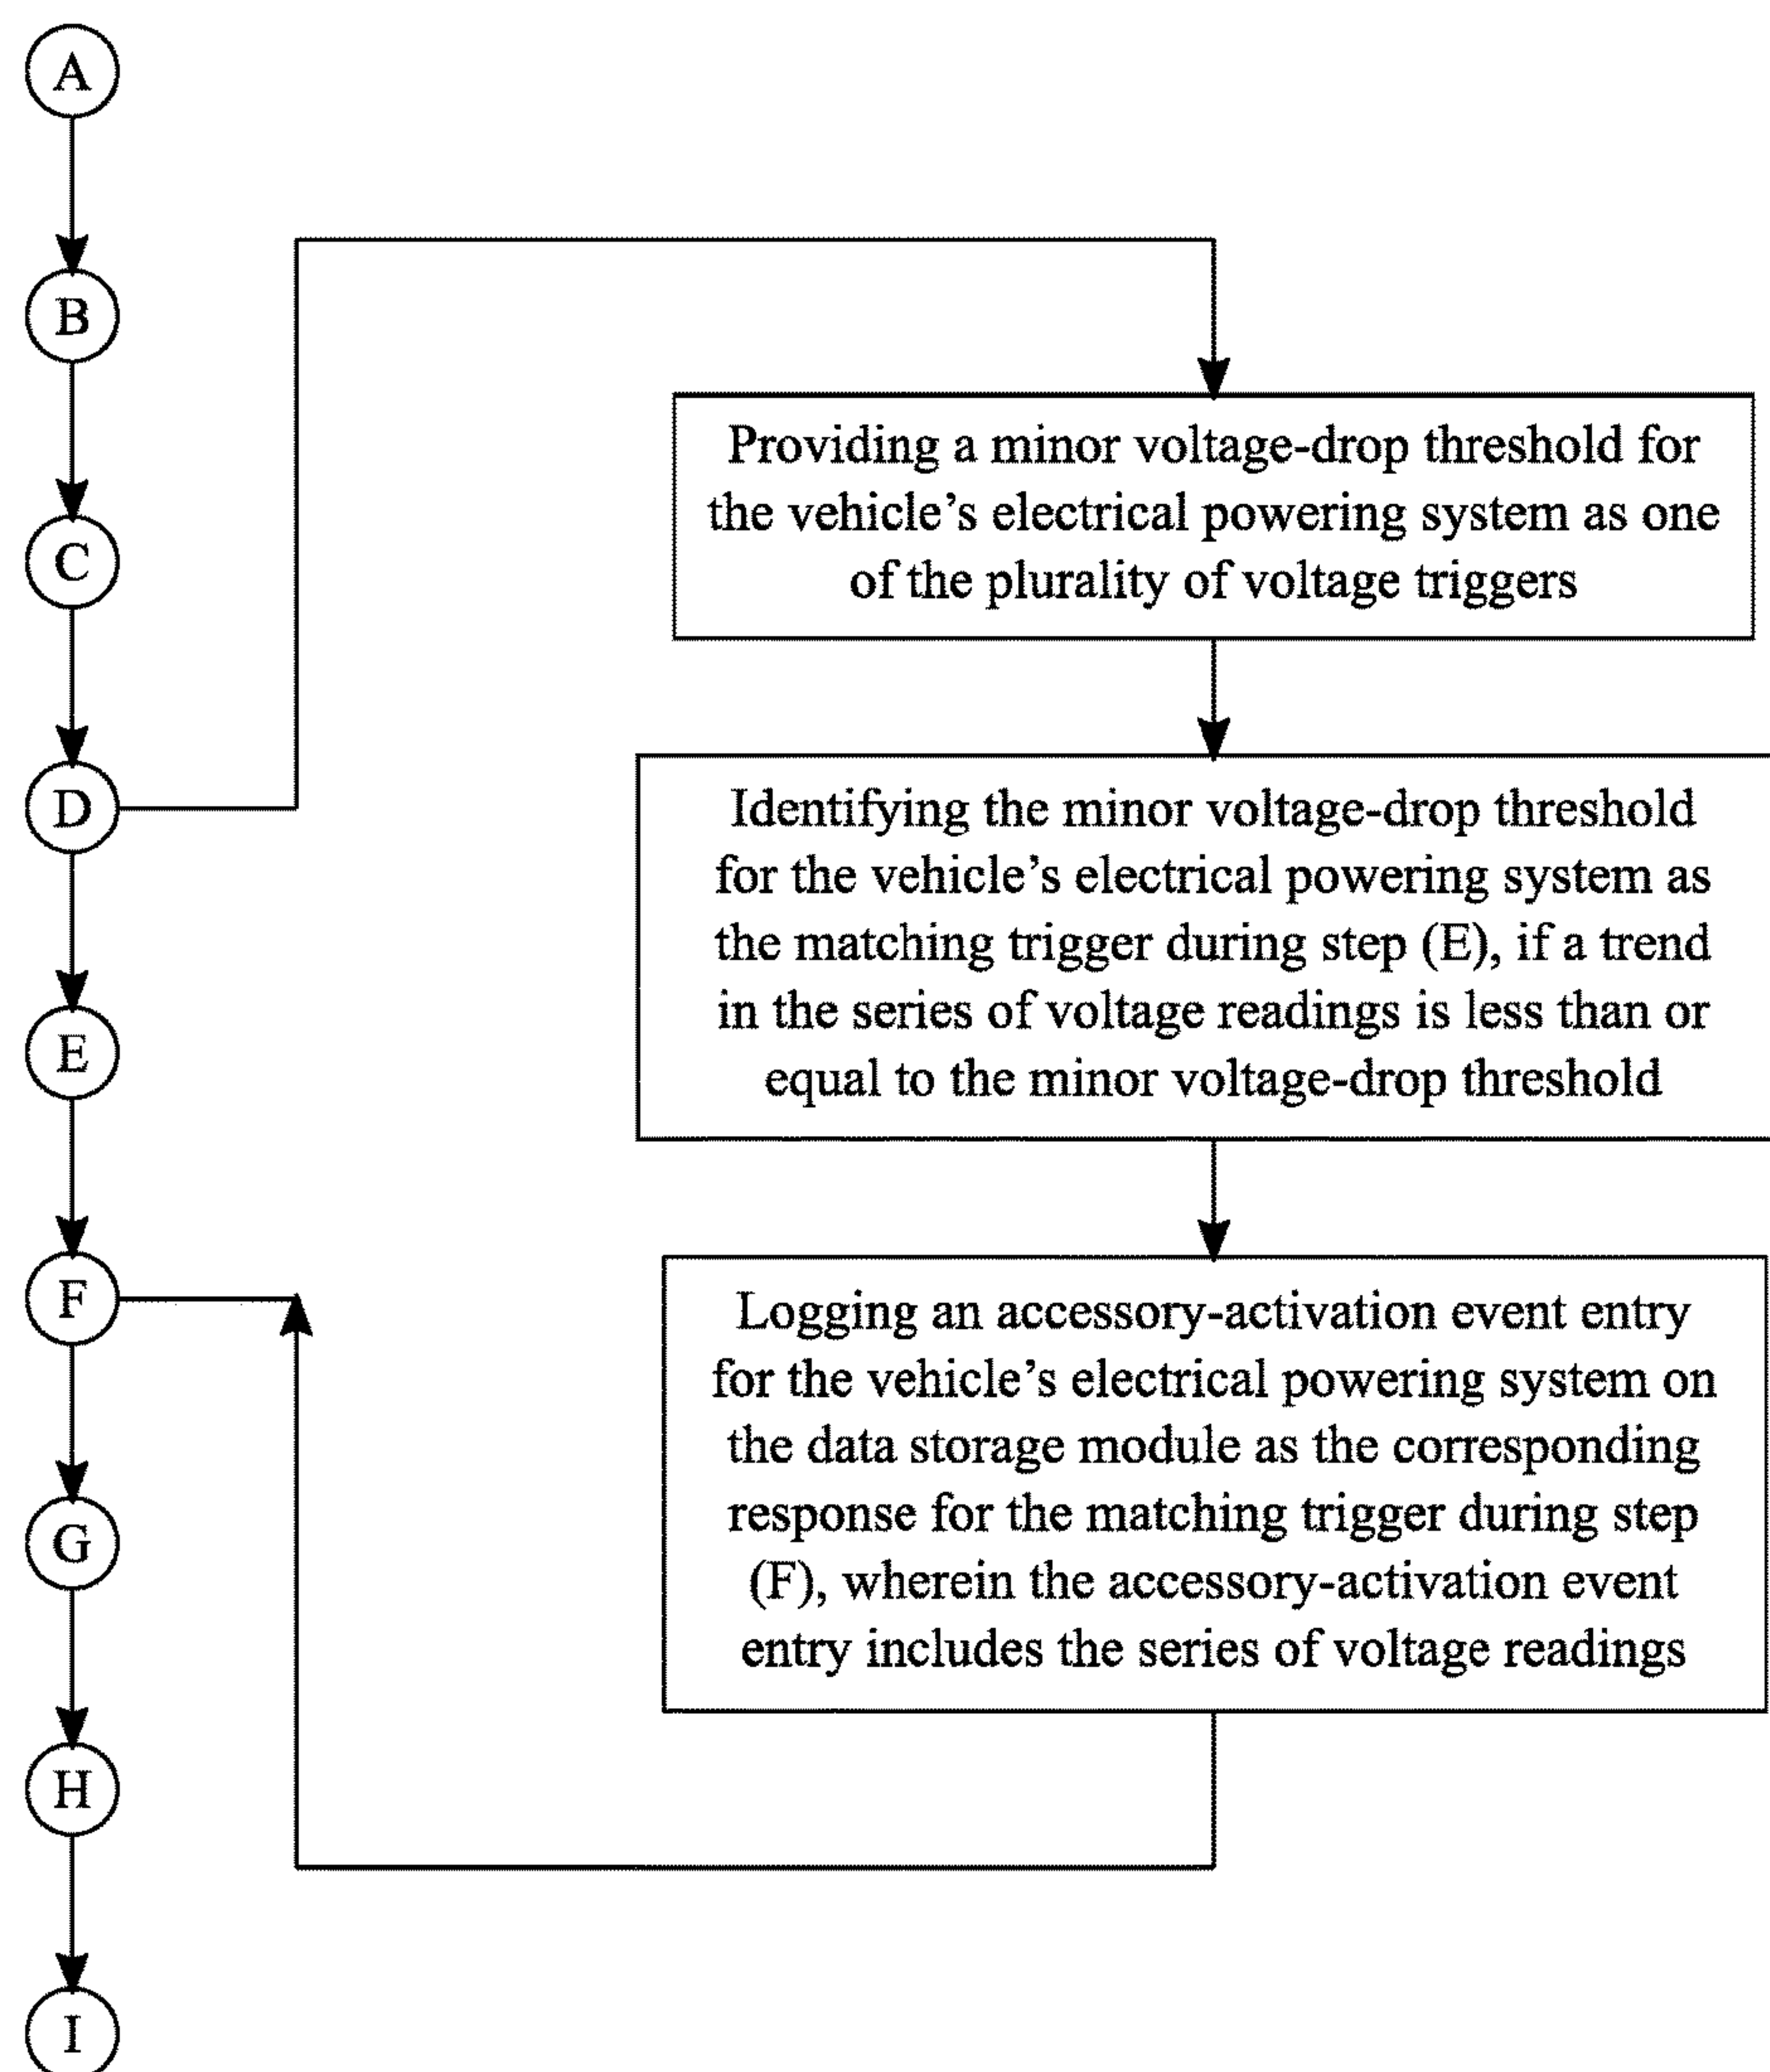 A
B
C
D
E
F
G
H
I
Providing a minor voltage-drop threshold for
the vehicle’s electrical powering system as one
of the plurality of voltage triggers
Identifying the minor voltage-drop threshold
for the vehicle’s electrical powering system as
the matching trigger during step (E), if a trend
in the series of voltage readings is less than or
equal to the minor voltage-drop threshold
Logging an accessory-activation event entry
for the vehicle’s electrical powering system on
the data storage module as the corresponding
response for the matching trigger during step
(F), wherein the accessory-activation event
entry includes the series of voltage readings